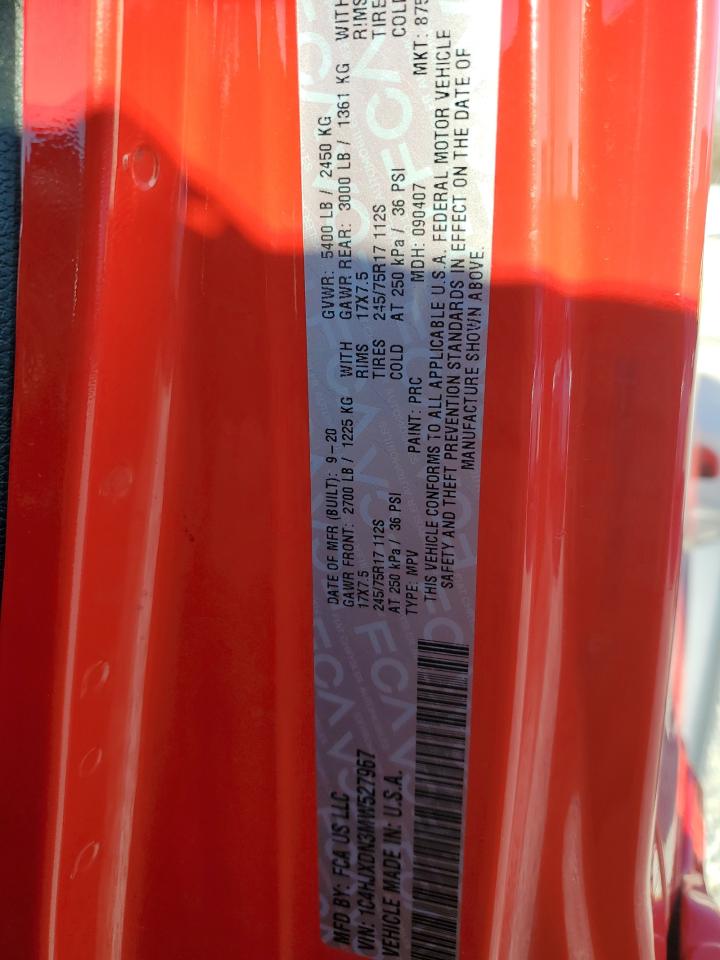 MFD BY: FCA US LLC
DATE OF MFR (BUILT): 9-20
GVWR: 5400 LB / 2450 KG
GAWR FRONT: 2700 LB / 1225 KG WITH
17X7.5 RIMS
245/75R17 112S TIRES
AT 250 kPa / 36 PSI COLD
GAWR REAR: 3000 LB / 1361 KG WITH
17X7.5 RIMS
245/75R17 112S TIRE
AT 250 kPa / 36 PSI COLD
VIN: 1C4HJXDK3MW527967
TYPE: MPV PAINT: PRC MDH: 090407 MKT: 875
VEHICLE MADE IN: U.S.A.
THIS VEHICLE CONFORMS TO ALL APPLICABLE U.S.A. FEDERAL MOTOR VEHICLE
SAFETY AND THEFT PREVENTION STANDARDS IN EFFECT ON THE DATE OF
MANUFACTURE SHOWN ABOVE.